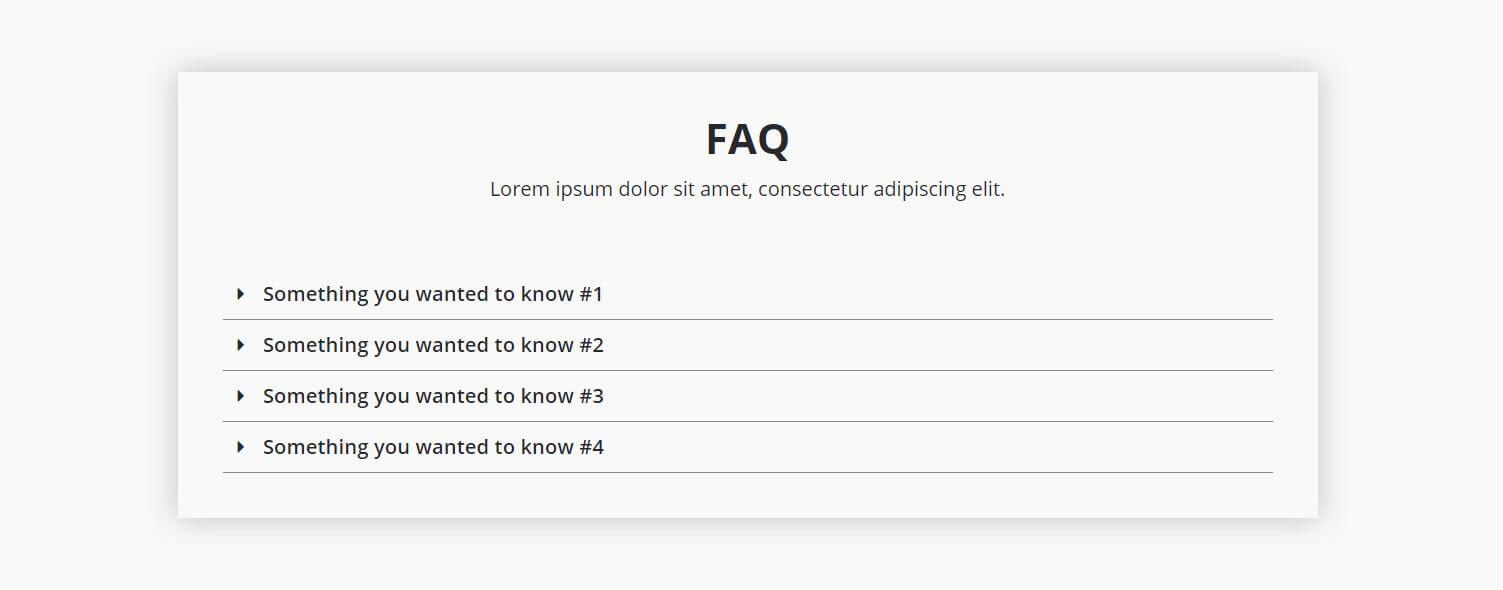 FAQ
Lorem ipsum dolor sit amet, consectetur adipiscing elit.
Something you wanted to know #1
Something you wanted to know #2
Something you wanted to know #3
Something you wanted to know #4